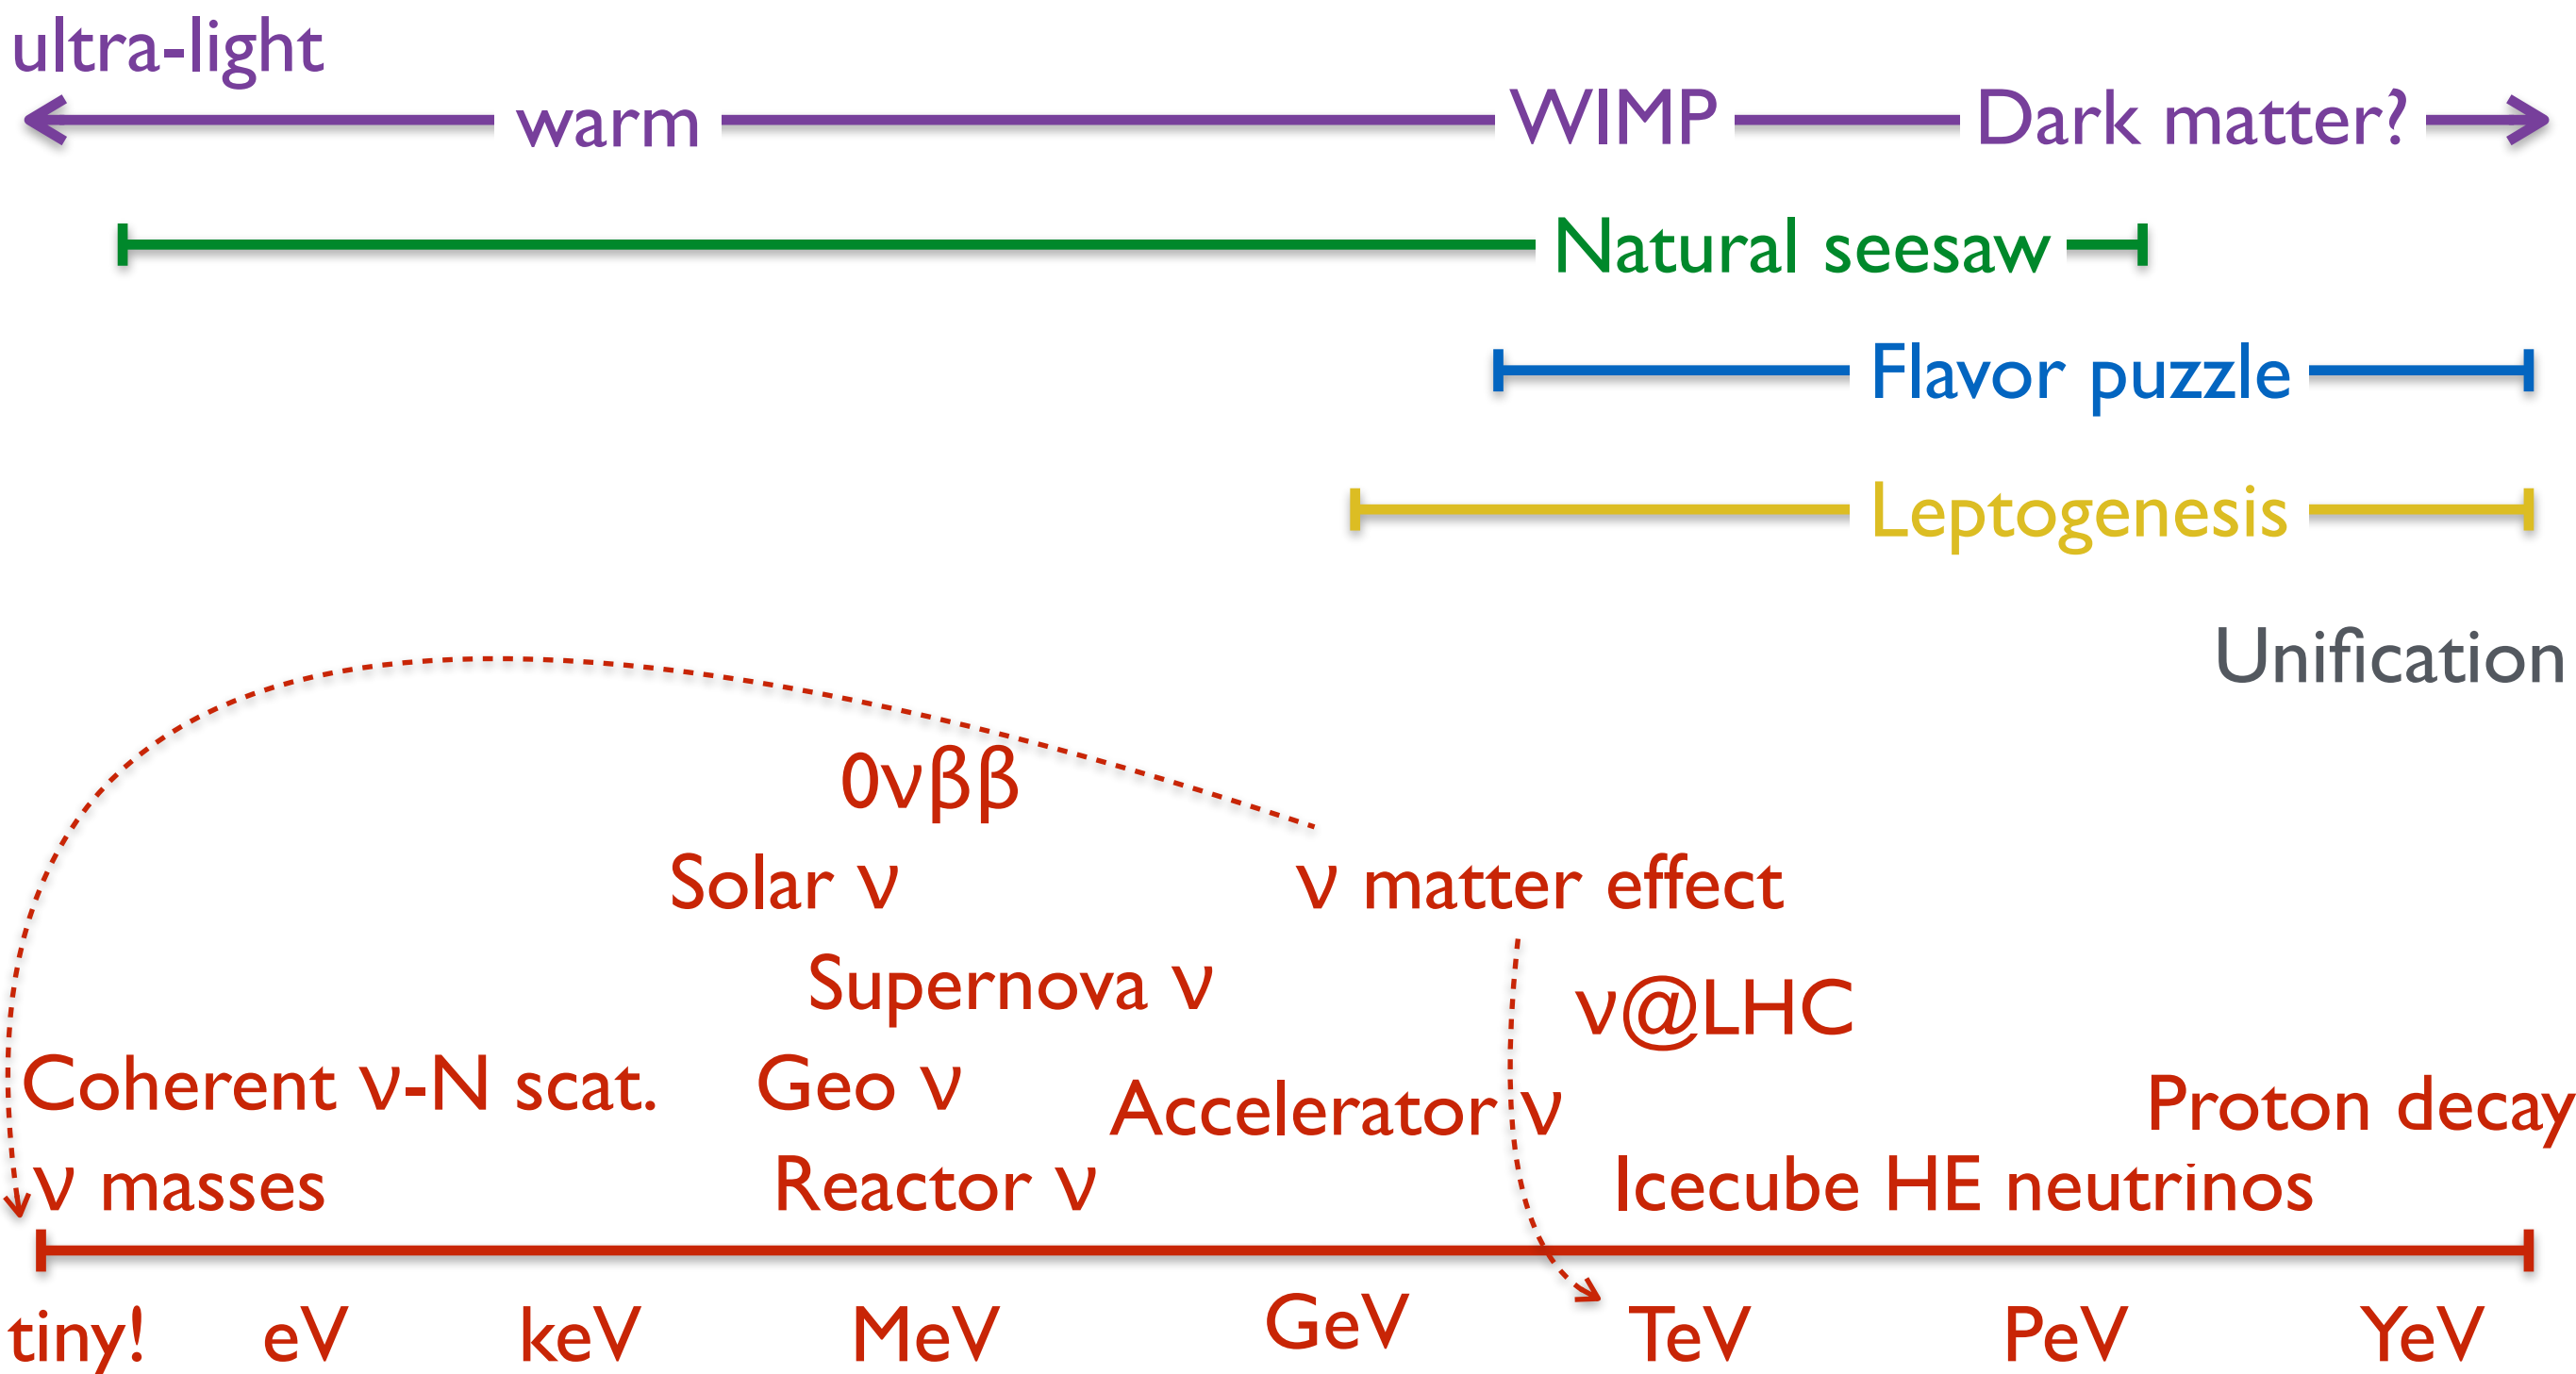 ultra-light
warm
WIMP
Dark matter?
Natural seesaw
Flavor puzzle
Leptogenesis
Unification
0νββ
Solar ν
ν matter effect
Supernova ν
ν@LHC
Coherent ν-N scat.
Geo ν
Accelerator ν
Proton decay
ν masses
Reactor ν
Icecube HE neutrinos
tiny! eV keV MeV GeV TeV PeV YeV